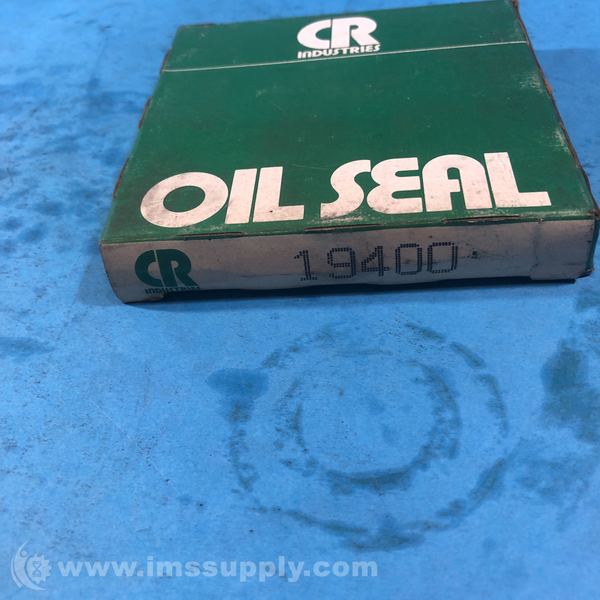 CR
INDUSTRIES
OIL SEAL
CR
INDUSTRIES
19400
www.imssupply.com